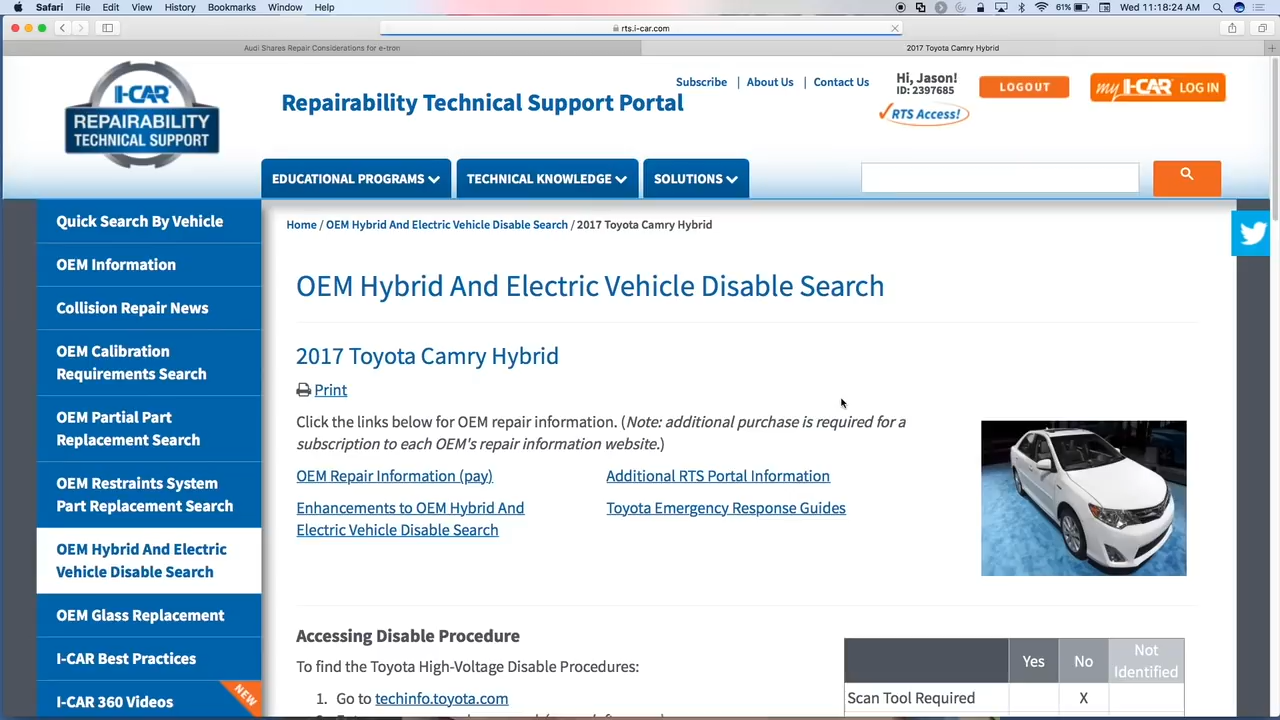 Safari File Edit View History Bookmarks Window Help 61% Wed 11:18:24 AM
rts.i-car.com
Audi Shares Repair Considerations for e-tron 2017 Toyota Camry Hybrid
I-CAR
REPAIRABILITY
TECHNICAL SUPPORT
Repairability Technical Support Portal
Subscribe | About Us | Contact Us
Hi, Jason!
ID: 2397685
RTS Access!
LOGOUT
my I-CAR LOG IN
EDUCATIONAL PROGRAMS TECHNICAL KNOWLEDGE SOLUTIONS
Quick Search By Vehicle
OEM Information
Collision Repair News
OEM Calibration
Requirements Search
OEM Partial Part
Replacement Search
OEM Restraints System
Part Replacement Search
OEM Hybrid And Electric
Vehicle Disable Search
OEM Glass Replacement
I-CAR Best Practices
I-CAR 360 Videos
NEW
Home / OEM Hybrid And Electric Vehicle Disable Search / 2017 Toyota Camry Hybrid
OEM Hybrid And Electric Vehicle Disable Search
2017 Toyota Camry Hybrid
Print
Click the links below for OEM repair information. (Note: additional purchase is required for a
subscription to each OEM's repair information website.)
OEM Repair Information (pay) Additional RTS Portal Information
Enhancements to OEM Hybrid And
Electric Vehicle Disable Search
Toyota Emergency Response Guides
Accessing Disable Procedure
To find the Toyota High-Voltage Disable Procedures:
1. Go to techinfo.toyota.com
Yes No Not
Identified
Scan Tool Required X